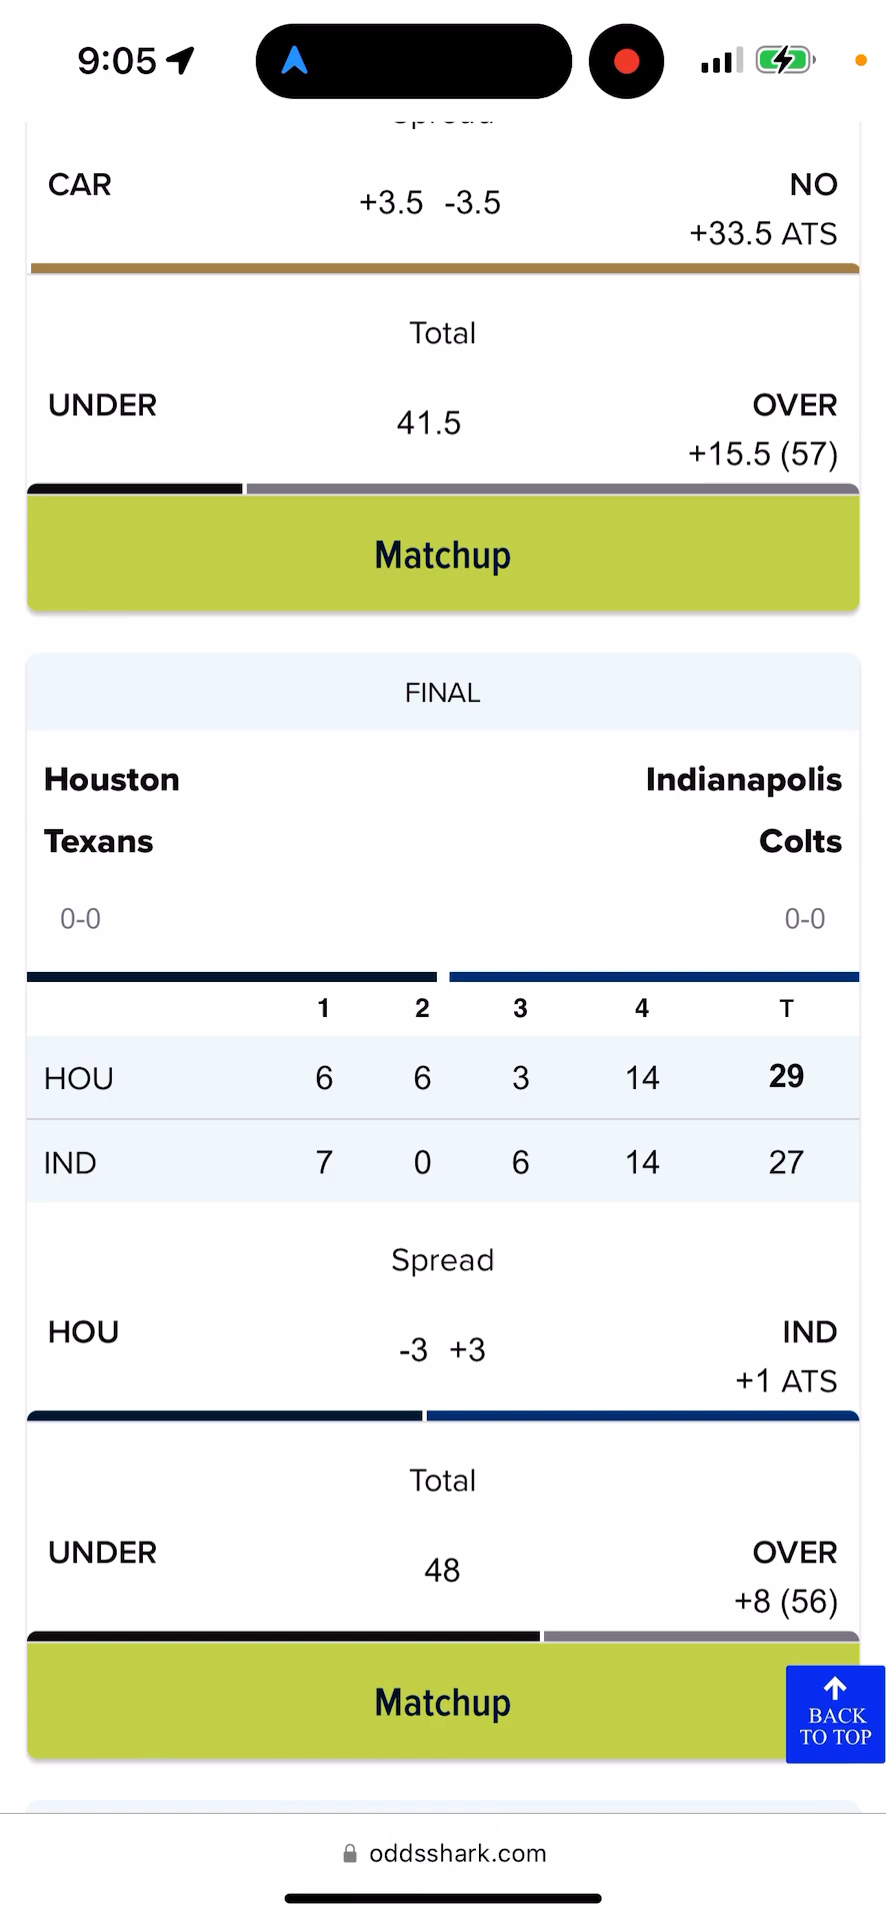 9:05
CAR +3.5 -3.5 NO
+33.5 ATS
Total
UNDER 41.5 OVER
+15.5 (57)
Matchup
FINAL
Houston Indianapolis
Texans Colts
0-0 0-0
1 2 3 4 T
HOU 6 6 3 14 29
IND 7 0 6 14 27
Spread
HOU -3 +3 IND
+1 ATS
Total
UNDER 48 OVER
+8 (56)
Matchup
BACK
TO TOP
oddsshark.com